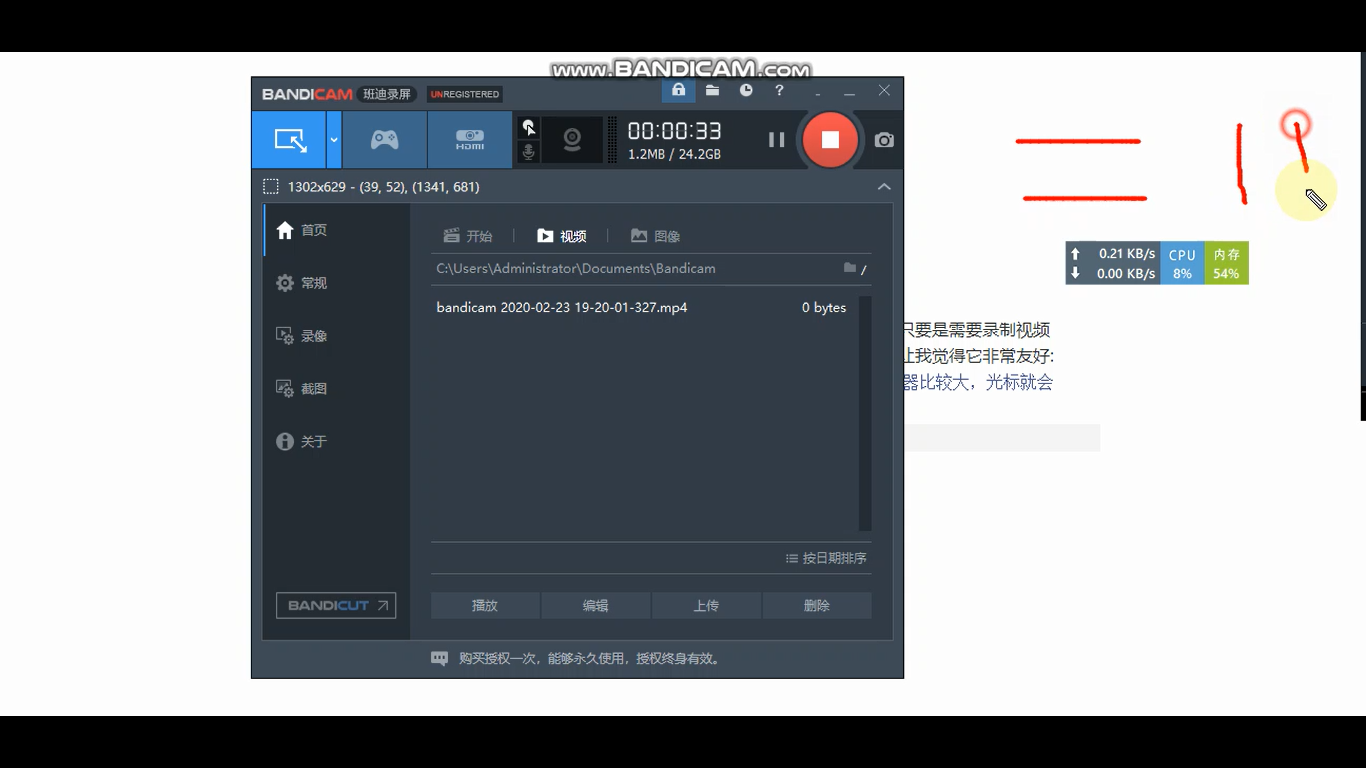 www.BANDICAM.com
BANDICAM 班迪录屏 UNREGISTERED ?
HDMI
00:00:33
1.2MB / 24.2GB
1302x629 - (39, 52), (1341, 681)
首页
常规
录像
截图
关于
BANDICUT
开始 视频 图像
C:\Users\Administrator\Documents\Bandicam /
bandicam 2020-02-23 19-20-01-327.mp4 0 bytes
按日期排序
播放 编辑 上传 删除
购买授权一次，能够永久使用，授权终身有效。
0.21 KB/s CPU 内存
0.00 KB/s 8% 54%
只要是需要录制视频
让我觉得它非常友好:
器比较大，光标就会